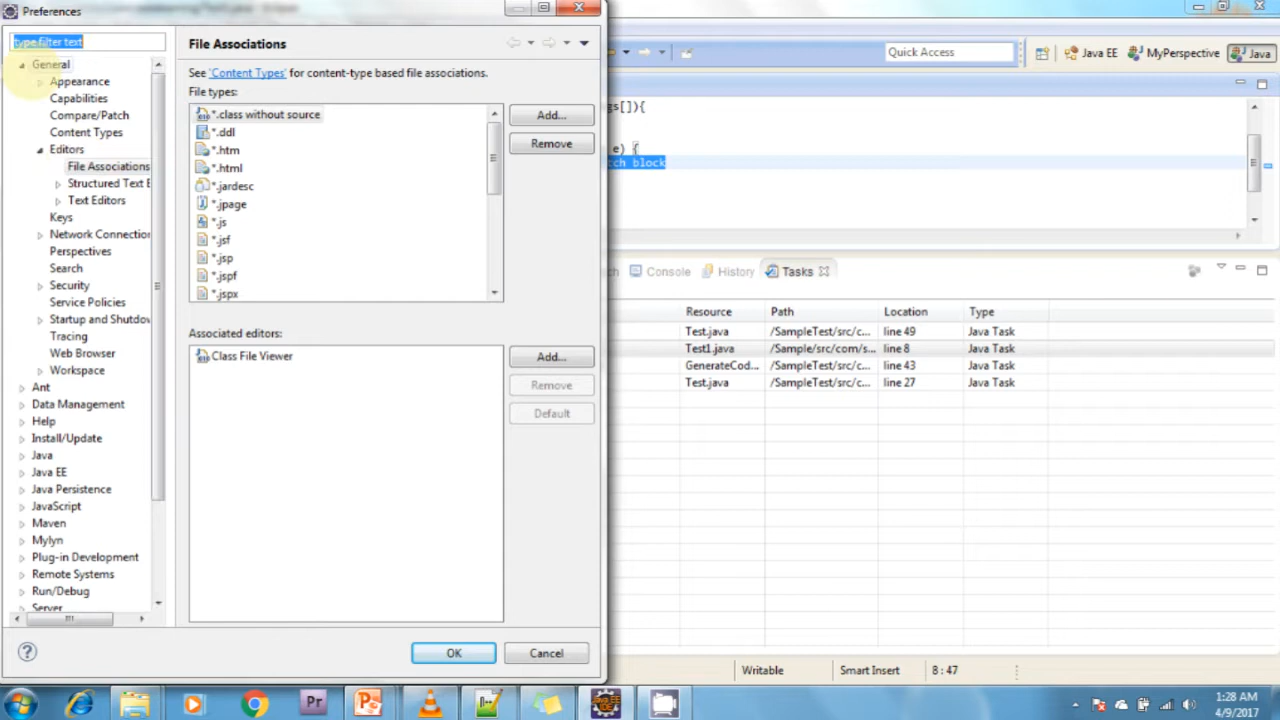 Preferences
type filter text
General
Appearance
Capabilities
Compare/Patch
Content Types
Editors
File Associations
Structured Text E
Text Editors
Keys
Network Connection
Perspectives
Search
Security
Service Policies
Startup and Shutdow
Tracing
Web Browser
Workspace
Ant
Data Management
Help
Install/Update
Java
Java EE
Java Persistence
JavaScript
Maven
Mylyn
Plug-in Development
Remote Systems
Run/Debug
Server
File Associations
See 'Content Types' for content-type based file associations.
File types:
*.class without source
*.ddl
*.htm
*.html
*.jardesc
*.jpage
*.js
*.jsf
*.jsp
*.jspf
*.jspx
Add...
Remove
Associated editors:
Class File Viewer
Add...
Remove
Default
OK
Cancel
Quick Access
Java EE
MyPerspective
Java
gs[]){
e) {
tch block
Console
History
Tasks
Resource Path Location Type
Test.java /SampleTest/src/c... line 49 Java Task
Test1.java /Sample/src/com/s... line 8 Java Task
GenerateCod... /SampleTest/src/c... line 43 Java Task
Test.java /SampleTest/src/c... line 27 Java Task
Writable
Smart Insert
8 : 47
Pr
Java EE
IDE
1:28 AM
4/9/2017